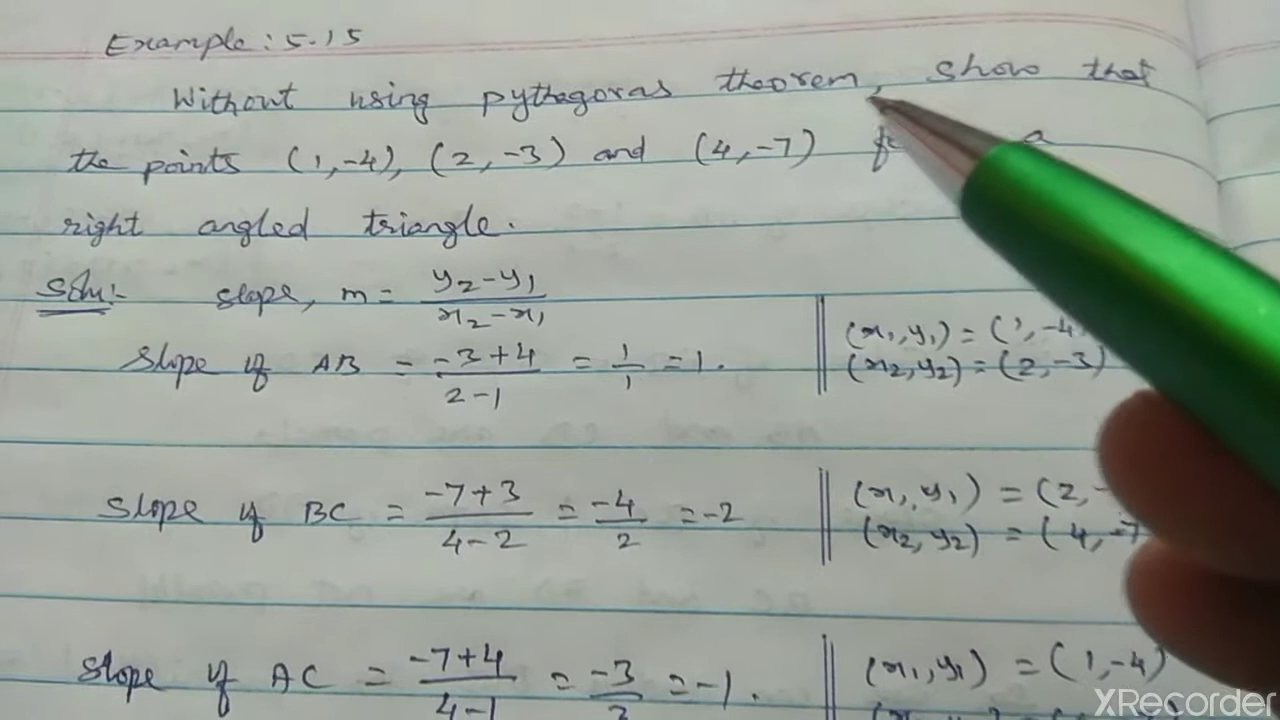 Example: 5.15
Without using pythagoras theorem, show that
the points (1,-4), (2,-3) and (4,-7) a
right angled triangle.
Soln:- slope, m = y₂-y₁ / x₂-x₁
(x₁,y₁) = (1,-4
Slope of AB = -3+4 / 2-1 = 1/1 = 1.
(x₂,y₂) = (2,-3)
Slope of BC = -7+3 / 4-2 = -4/2 = -2
(x₁,y₁) = (2,-
(x₂,y₂) = (4,-7
Slope of AC = -7+4 / 4-1 = -3/3 = -1.
(x₁,y₁) = (1,-4)
XRecorder